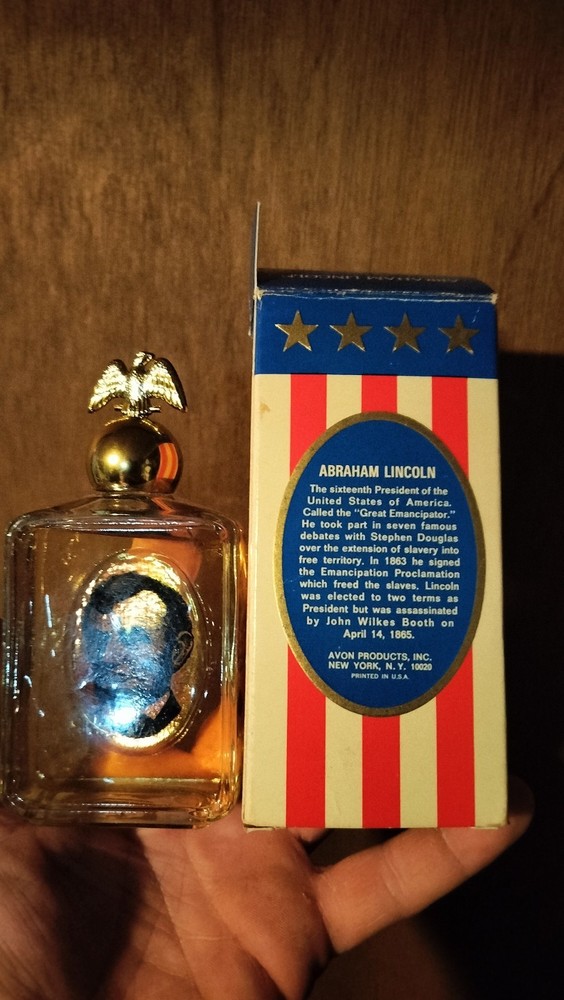 ABRAHAM LINCOLN
The sixteenth President of the
United States of America.
Called the "Great Emancipator."
He took part in seven famous
debates with Stephen Douglas
over the extension of slavery into
free territory. In 1863 he signed
the Emancipation Proclamation
which freed the slaves. Lincoln
was elected to two terms as
President but was assassinated
by John Wilkes Booth on
April 14, 1865.
AVON PRODUCTS, INC.
NEW YORK, N.Y. 10020
PRINTED IN U.S.A.